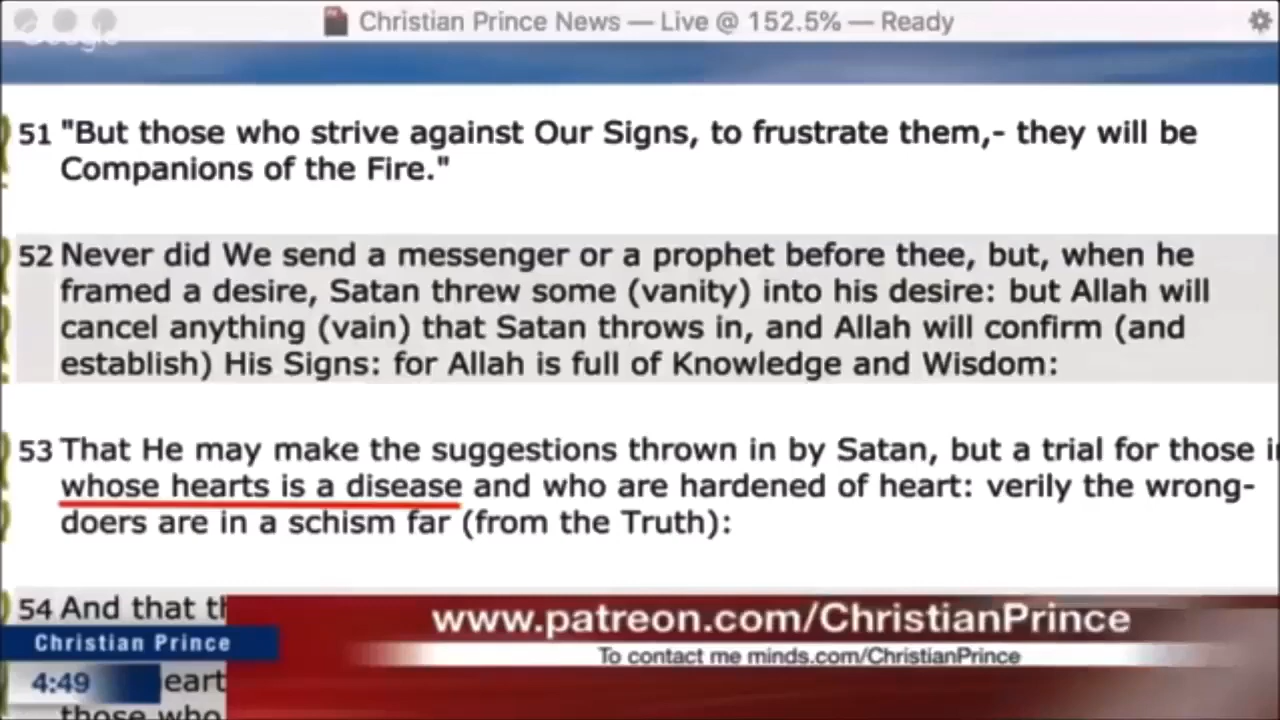 Christian Prince News — Live @ 152.5% — Ready
Google
51 "But those who strive against Our Signs, to frustrate them,- they will be
Companions of the Fire."
52 Never did We send a messenger or a prophet before thee, but, when he
framed a desire, Satan threw some (vanity) into his desire: but Allah will
cancel anything (vain) that Satan throws in, and Allah will confirm (and
establish) His Signs: for Allah is full of Knowledge and Wisdom:
53 That He may make the suggestions thrown in by Satan, but a trial for those
whose hearts is a disease and who are hardened of heart: verily the wrong-
doers are in a schism far (from the Truth):
54 And that
www.patreon.com/ChristianPrince
Christian Prince
To contact me minds.com/ChristianPrince
4:49
those who